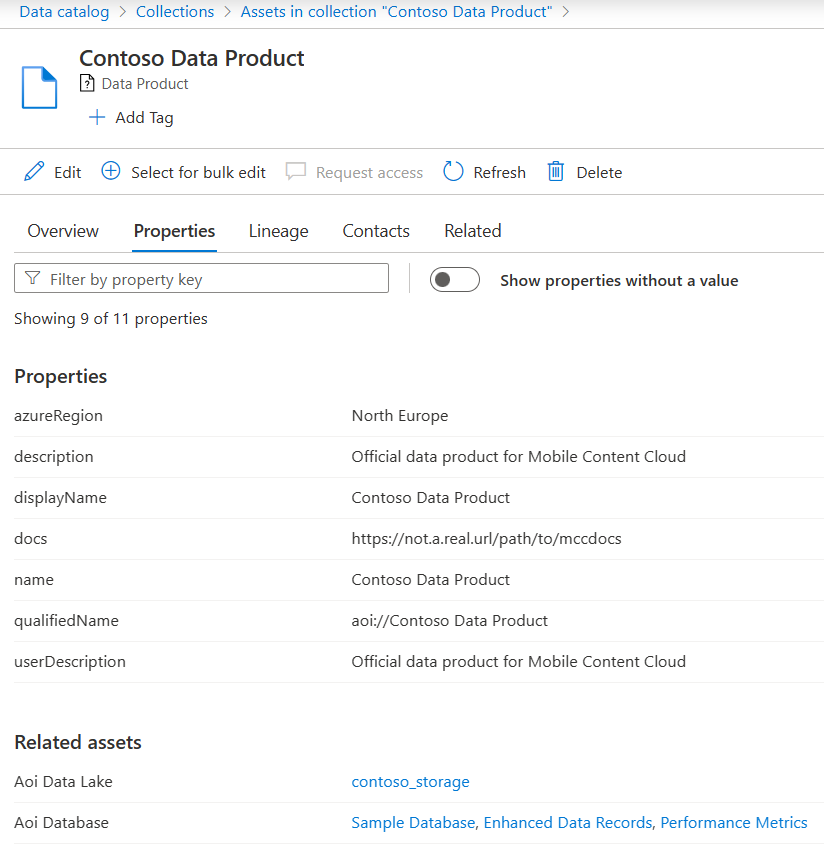 Data catalog > Collections > Assets in collection "Contoso Data Product" >
Contoso Data Product
Data Product
Add Tag
Edit Select for bulk edit Request access Refresh Delete
Overview Properties Lineage Contacts Related
Filter by property key Show properties without a value
Showing 9 of 11 properties
Properties
azureRegion North Europe
description Official data product for Mobile Content Cloud
displayName Contoso Data Product
docs https://not.a.real.url/path/to/mccdocs
name Contoso Data Product
qualifiedName aoi://Contoso Data Product
userDescription Official data product for Mobile Content Cloud
Related assets
Aoi Data Lake contoso_storage
Aoi Database Sample Database, Enhanced Data Records, Performance Metrics